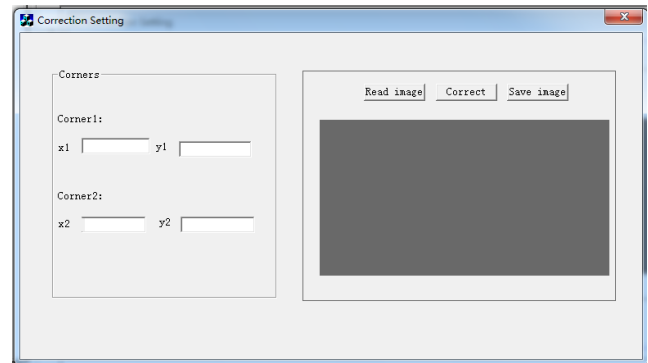 Correction Setting
Corners
Corner1:
x1 y1
Corner2:
x2 y2
Read image Correct Save image